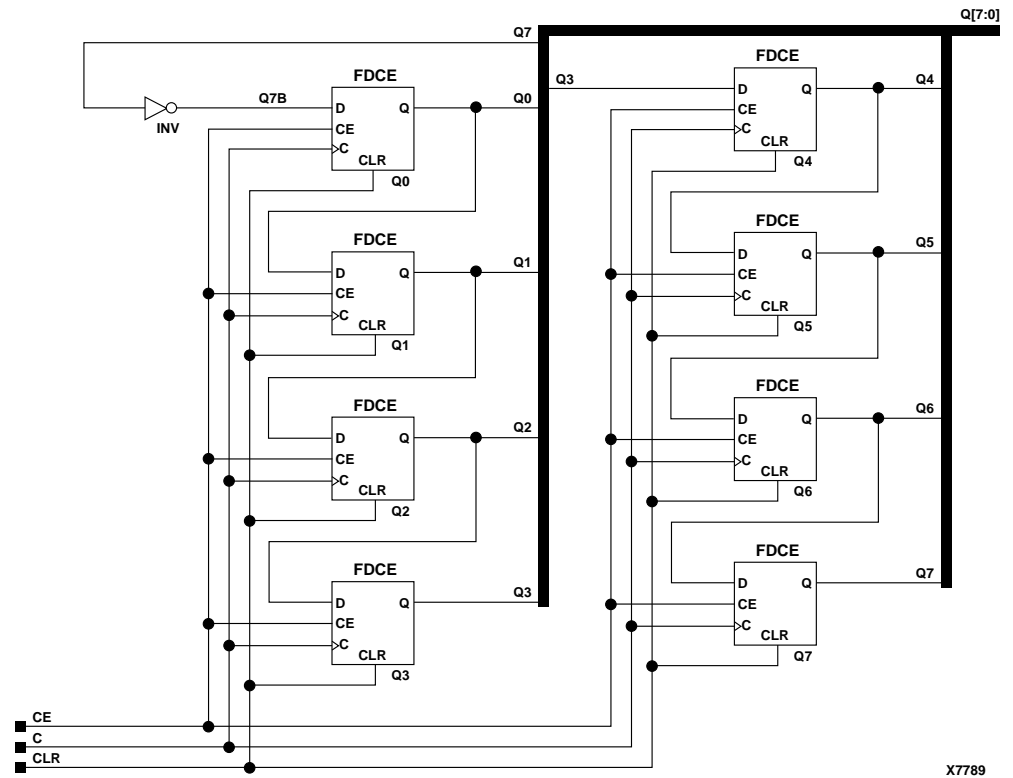 Q[7:0]
Q7
FDCE
Q7B
INV
D
CE
C
CLR
Q
Q0
Q0
FDCE
D
CE
C
CLR
Q
Q1
Q1
FDCE
D
CE
C
CLR
Q
Q2
Q2
FDCE
D
CE
C
CLR
Q
Q3
Q3
Q3
FDCE
D
CE
C
CLR
Q
Q4
Q4
FDCE
D
CE
C
CLR
Q
Q5
Q5
FDCE
D
CE
C
CLR
Q
Q6
Q6
FDCE
D
CE
C
CLR
Q
Q7
Q7
CE
C
CLR
X7789